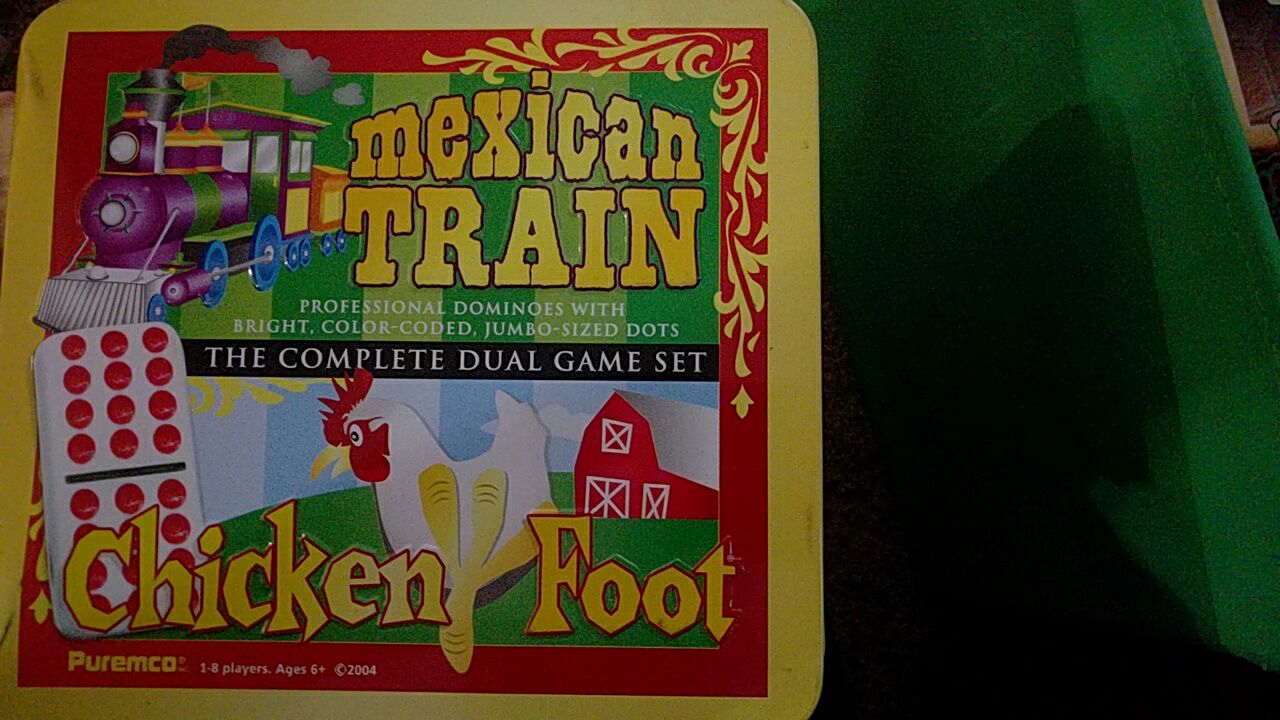 mexican
TRAIN
PROFESSIONAL DOMINOES WITH
BRIGHT, COLOR-CODED, JUMBO-SIZED DOTS
THE COMPLETE DUAL GAME SET
Chicken Foot
Puremco 1-8 players. Ages 6+ ©2004